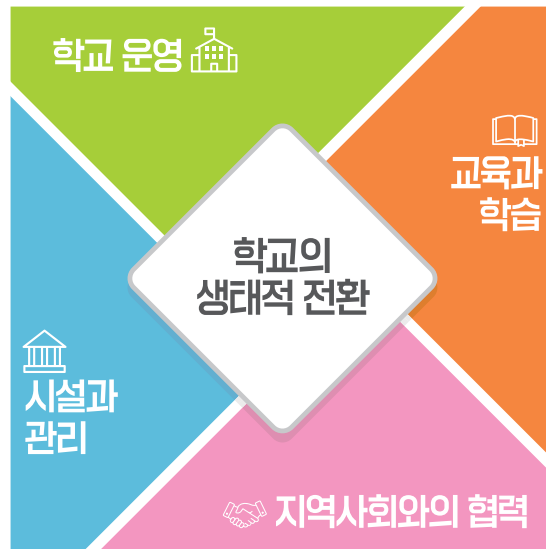 학교 운영
교육과
학습
학교의
생태적 전환
시설과
관리
지역사회와의 협력